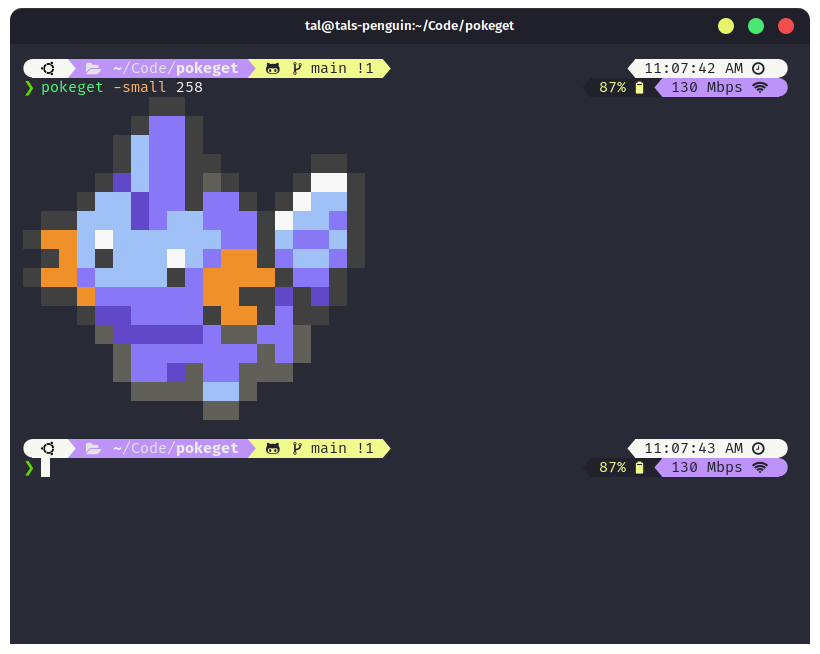 tal@tals-penguin:~/Code/pokeget
~/Code/pokeget main !1 11:07:42 AM
❯ pokeget -small 258 87% 130 Mbps
~/Code/pokeget main !1 11:07:43 AM
❯ 87% 130 Mbps